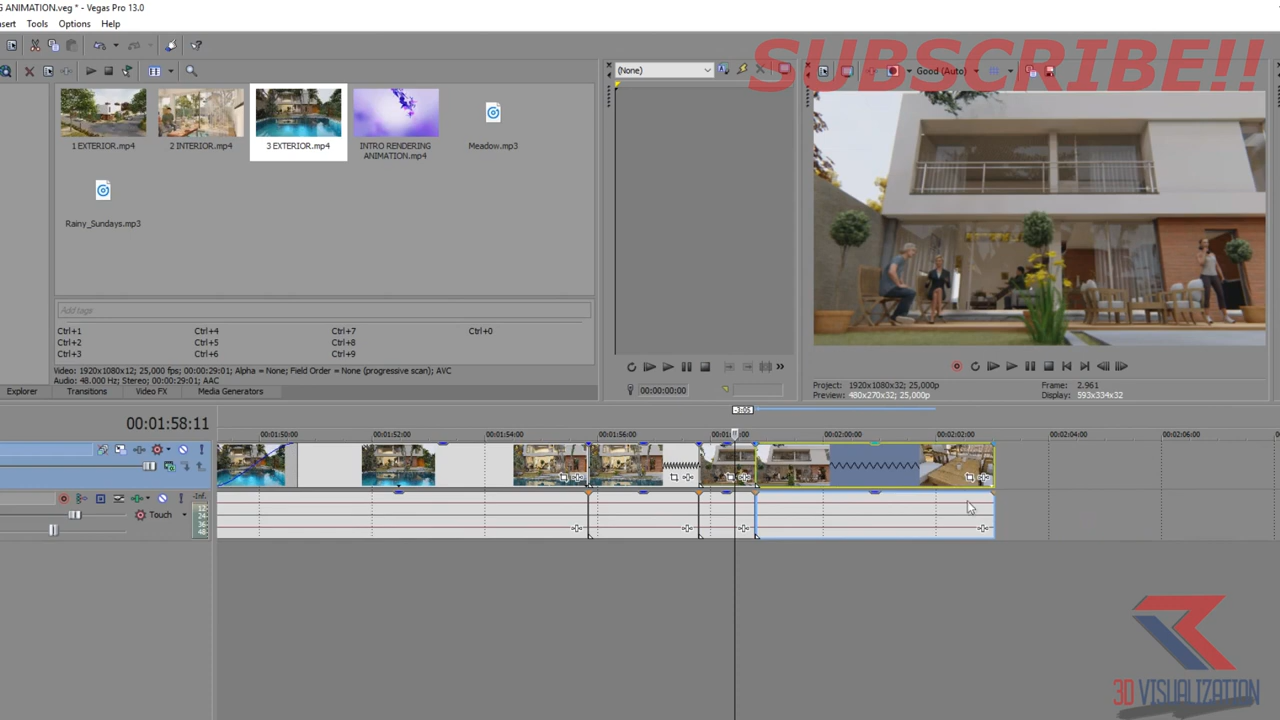 G ANIMATION.veg * - Vegas Pro 13.0
nsert Tools Options Help
SUBSCRIBE!!
(None)
Good (Auto)
1 EXTERIOR.mp4
2 INTERIOR.mp4
3 EXTERIOR.mp4
INTRO RENDERING
ANIMATION.mp4
Meadow.mp3
Rainy_Sundays.mp3
Add tags
Ctrl+1 Ctrl+4 Ctrl+7 Ctrl+0
Ctrl+2 Ctrl+5 Ctrl+8
Ctrl+3 Ctrl+6 Ctrl+9
Video: 1920x1080x12; 25,000 fps; 00:00:29:01; Alpha = None; Field Order = None (progressive scan); AVC
Audio: 48.000 Hz; Stereo; 00:00:29:01; AAC
Explorer Transitions Video FX Media Generators
00:00:00:00
Project: 1920x1080x32; 25,000p
Preview: 480x270x32; 25,000p
Frame: 2.961
Display: 593x334x32
00:01:58:11
00:01:50:00 00:01:52:00 00:01:54:00 00:01:56:00 00:02:00:00 00:02:02:00 00:02:04:00 00:02:06:00
-Inf.
12
24
36
48
Touch
3D VISUALIZATION